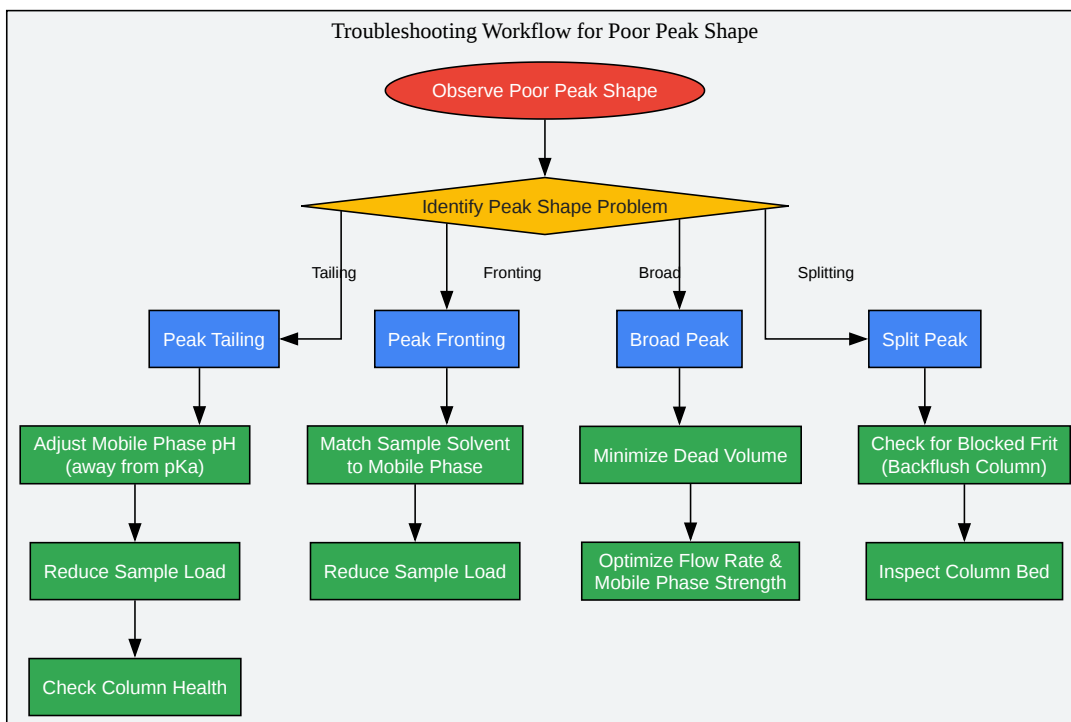 Troubleshooting Workflow for Poor Peak Shape
Observe Poor Peak Shape
Identify Peak Shape Problem
Tailing
Fronting
Broad
Splitting
Peak Tailing
Peak Fronting
Broad Peak
Split Peak
Adjust Mobile Phase pH
(away from pKa)
Match Sample Solvent
to Mobile Phase
Minimize Dead Volume
Check for Blocked Frit
(Backflush Column)
Reduce Sample Load
Reduce Sample Load
Optimize Flow Rate &
Mobile Phase Strength
Inspect Column Bed
Check Column Health